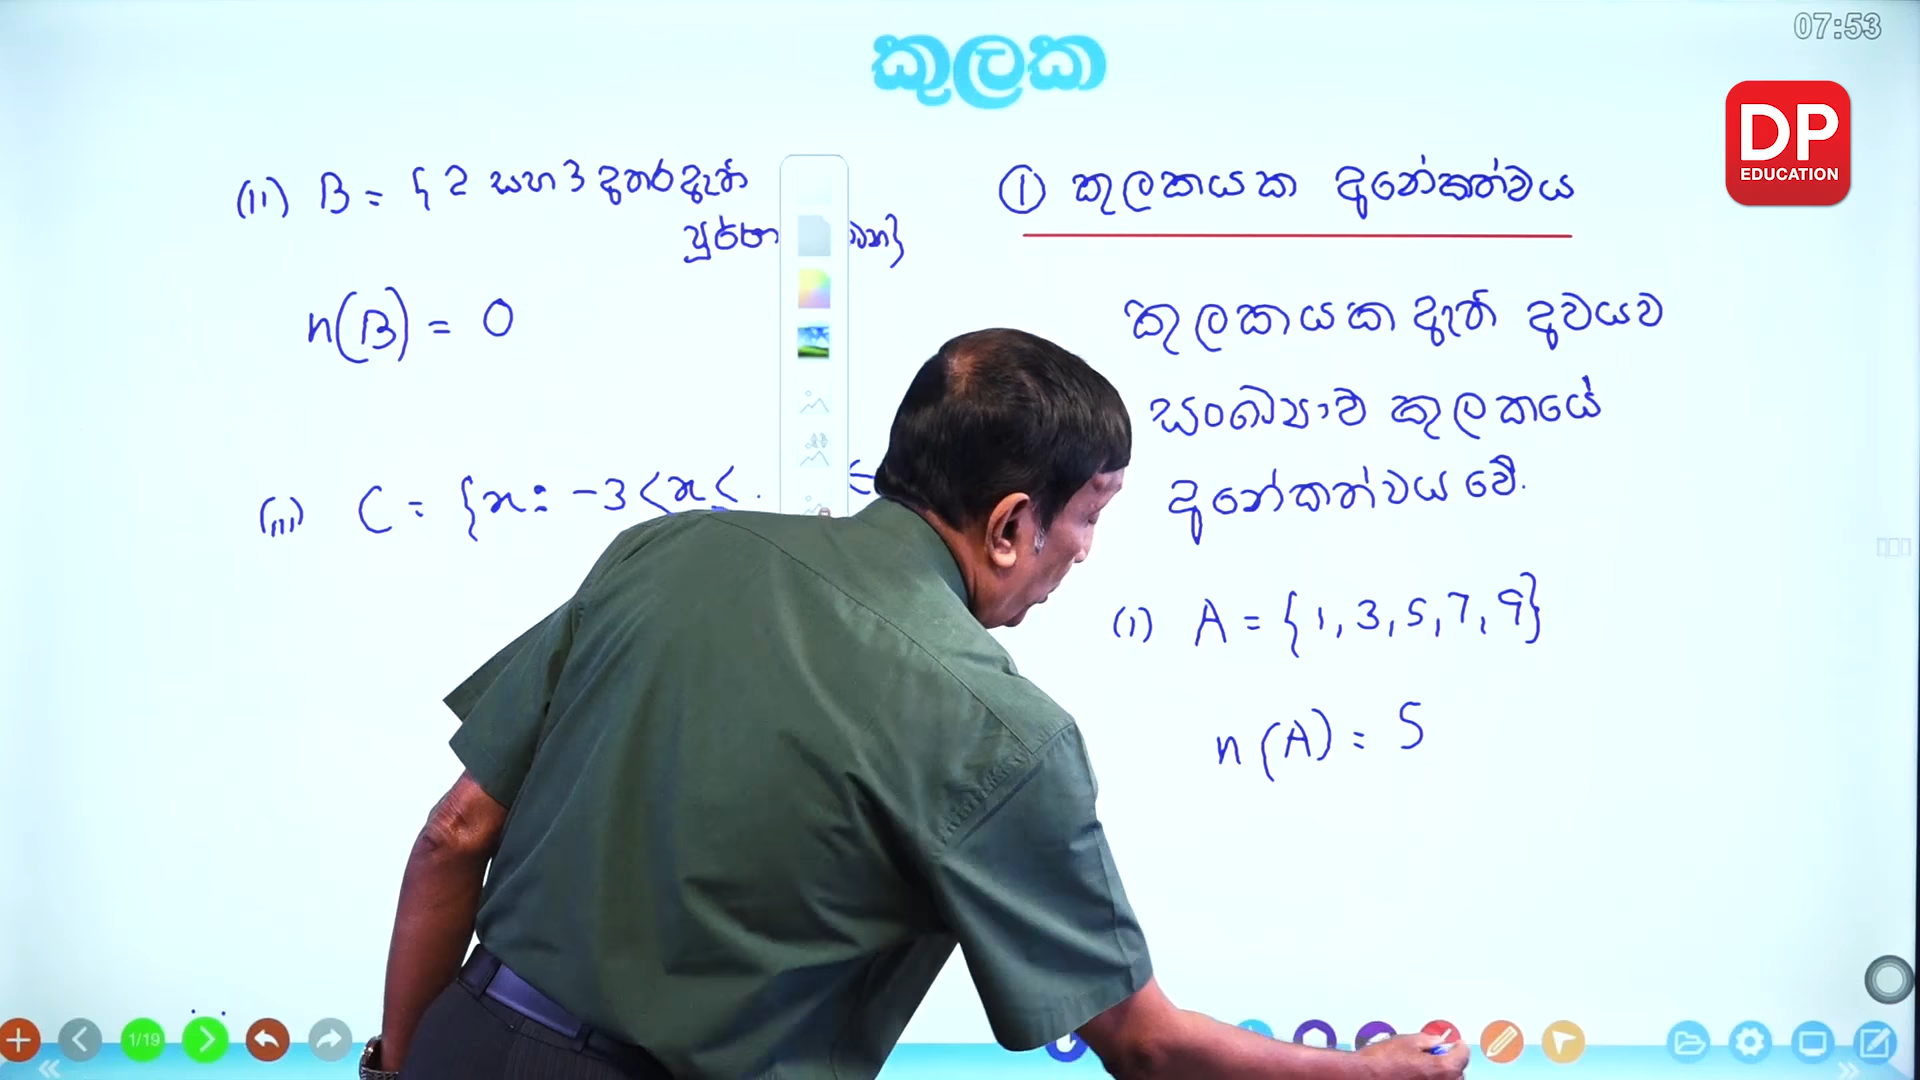 07:53
කුලක
DP
EDUCATION
(ii) B = { 2 සහ 3 අතර ඇති
පූර්ණ
n(B) = 0
(iii) C = {x: -3 < x <
① කුලකයක අනේකත්වය
කුලකයක ඇති අවයව
සංඛ්‍යාව කුලකයේ
අනේකත්වය වේ.
(i) A = { 1, 3, 5, 7, 9}
n(A) = 5
1/19